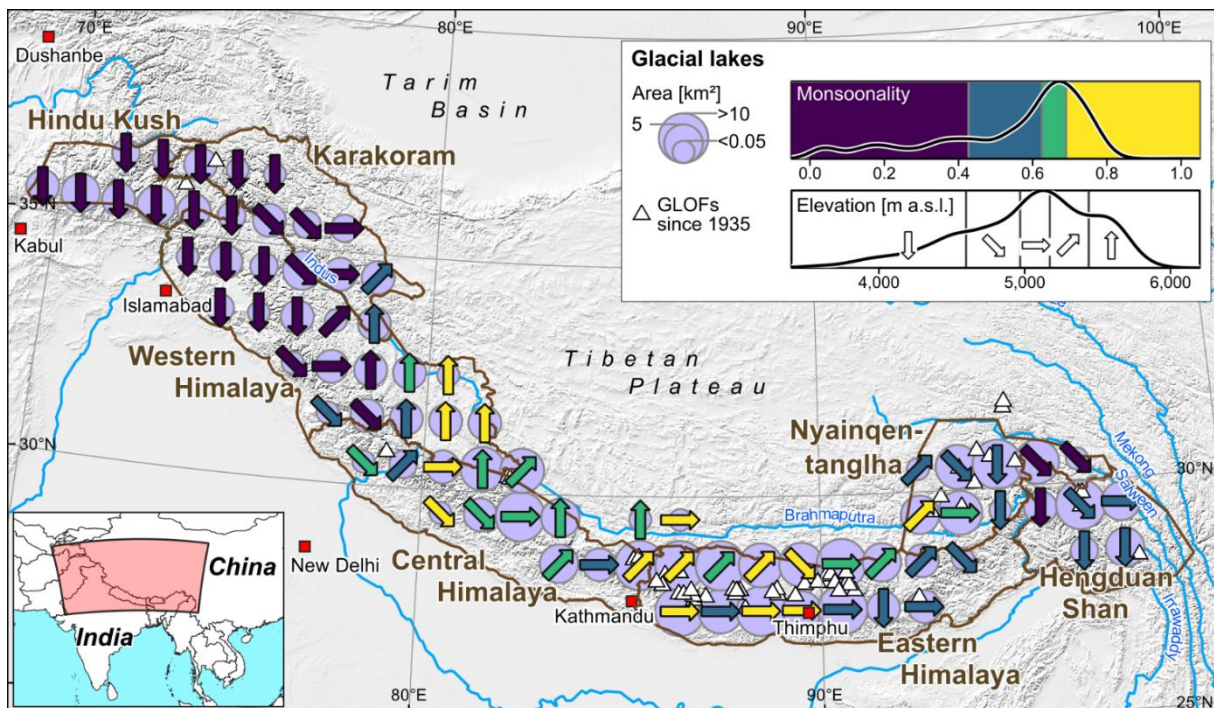 70°E
80°E
90°E
100°E
Dushanbe
Tarim
Basin
Hindu Kush
Karakoram
35°N
Kabul
Indus
Islamabad
Western
Himalaya
Tibetan
Plateau
30°N
Nyainqen-
tanglha
30°N
Mekong
Salween
Brahmaputra
New Delhi
Central
Himalaya
Kathmandu
Thimphu
Eastern
Himalaya
Hengduan
Shan
Irrawaddy
80°E
90°E
25°N
China
India
Glacial lakes
Area [km²]
>10
5
<0.05
GLOFs
since 1935
Monsoonality
0.0 0.2 0.4 0.6 0.8 1.0
Elevation [m a.s.l.]
4,000 5,000 6,000